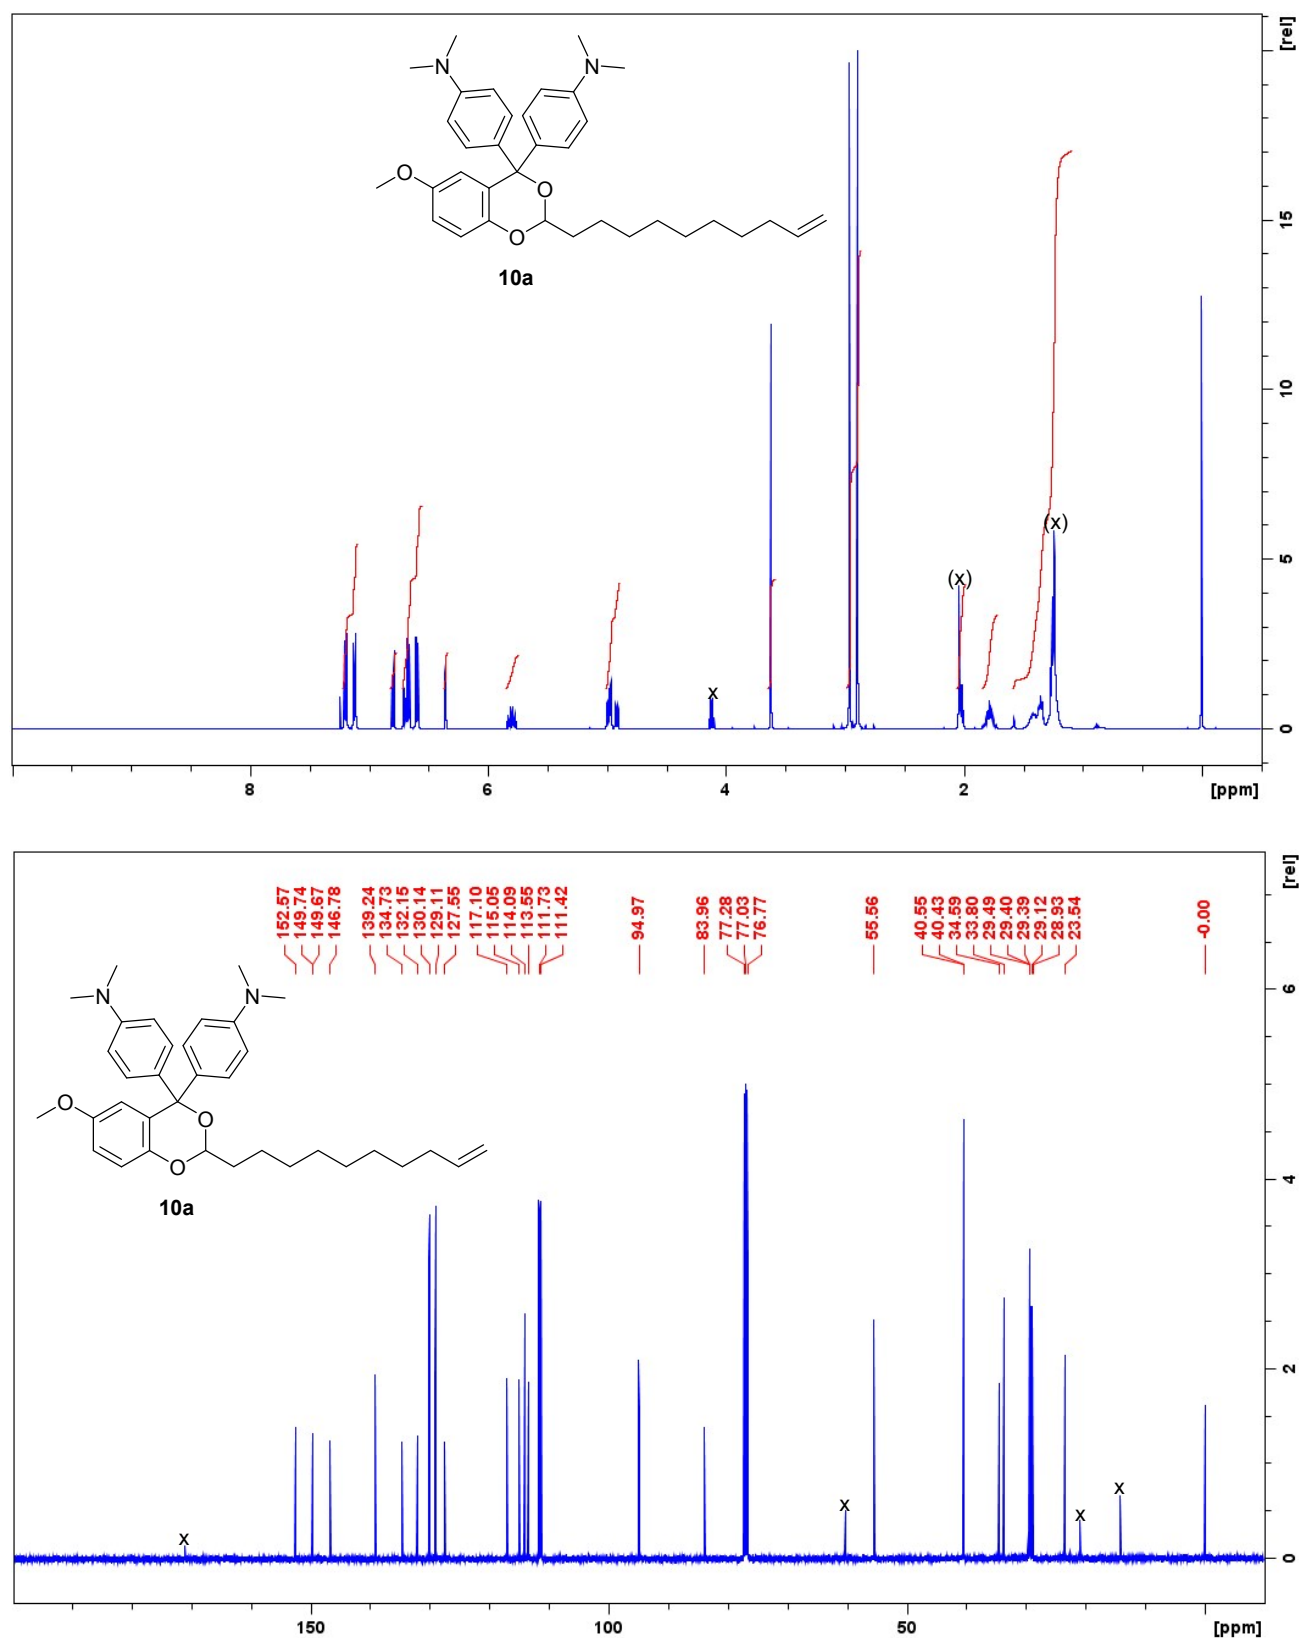 [rel]
N
N
O
O
O
10a
15
10
5
0
(x)
(x)
x
8
6
4
2
[ppm]
[rel]
152.57
149.74
149.67
146.78
139.24
134.73
132.15
130.14
129.11
127.55
117.10
115.05
114.09
113.55
111.73
111.42
94.97
83.96
77.28
77.03
76.77
55.56
40.55
40.43
34.59
33.80
29.49
29.40
29.39
29.12
28.93
23.54
-0.00
N
N
O
O
O
10a
6
4
2
0
x
x
x
x
150
100
50
[ppm]